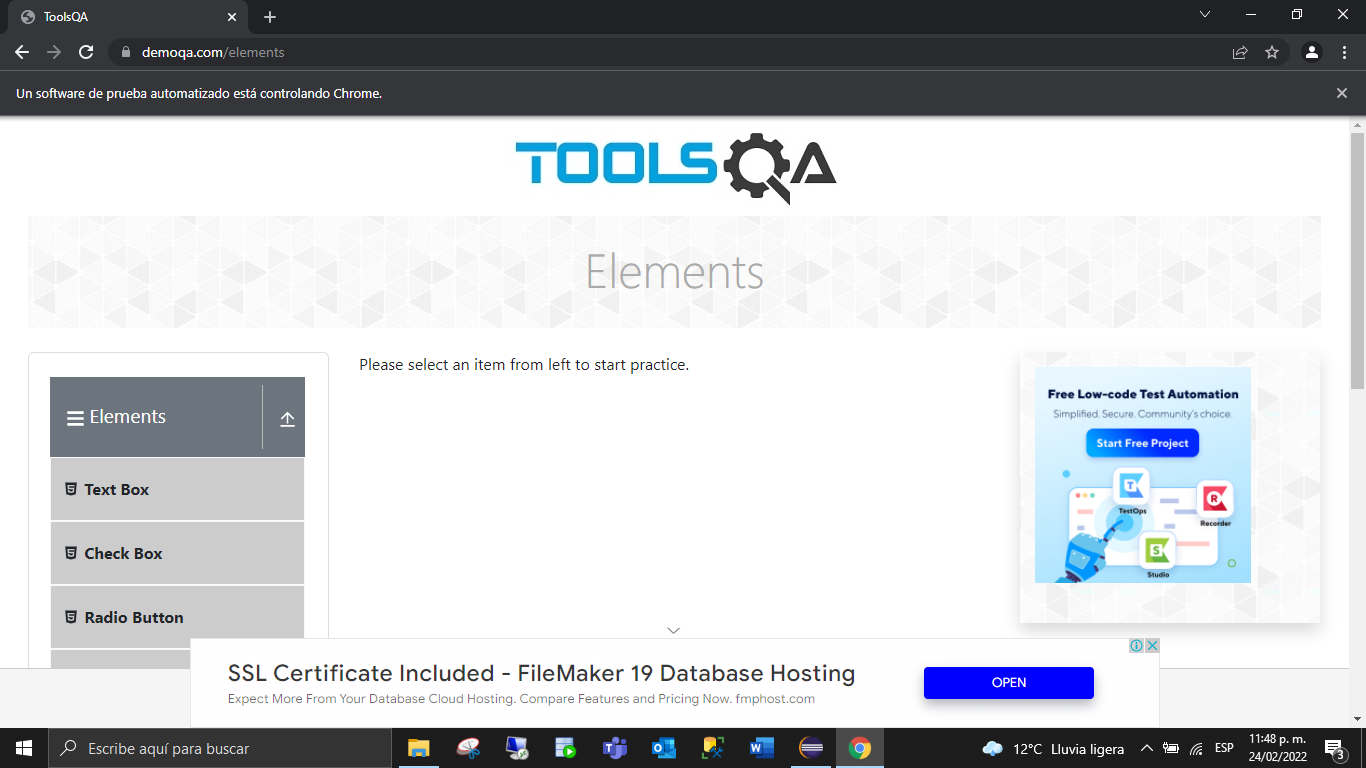 ToolsQA
demoqa.com/elements
Un software de prueba automatizado está controlando Chrome.
TOOLSQA
Elements
Please select an item from left to start practice.
Elements
Text Box
Check Box
Radio Button
Free Low-code Test Automation
Simplified. Secure. Community's choice.
Start Free Project
TestOps
Recorder
Studio
SSL Certificate Included - FileMaker 19 Database Hosting
Expect More From Your Database Cloud Hosting. Compare Features and Pricing Now. fmphost.com
OPEN
Escribe aquí para buscar
12°C Lluvia ligera
ESP
11:48 p. m.
24/02/2022
3